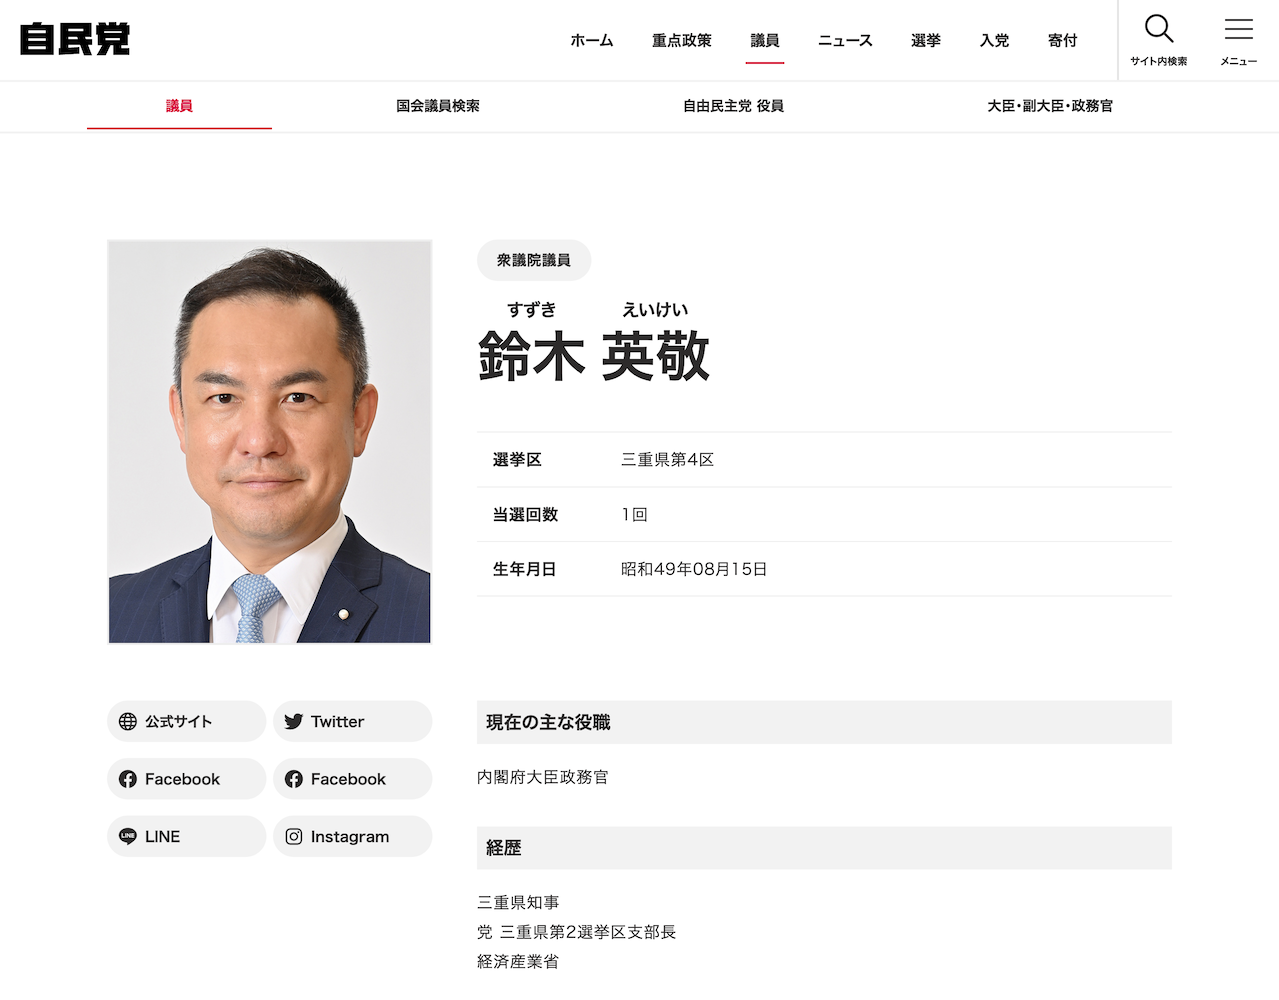 自民党
ホーム 重点政策 議員 ニュース 選挙 入党 寄付
サイト内検索 メニュー
議員 国会議員検索 自由民主党 役員 大臣・副大臣・政務官
衆議院議員
すずき えいけい
鈴木 英敬
選挙区 三重県第4区
当選回数 1回
生年月日 昭和49年08月15日
公式サイト Twitter
Facebook Facebook
LINE LINE Instagram
現在の主な役職
内閣府大臣政務官
経歴
三重県知事
党 三重県第2選挙区支部長
経済産業省